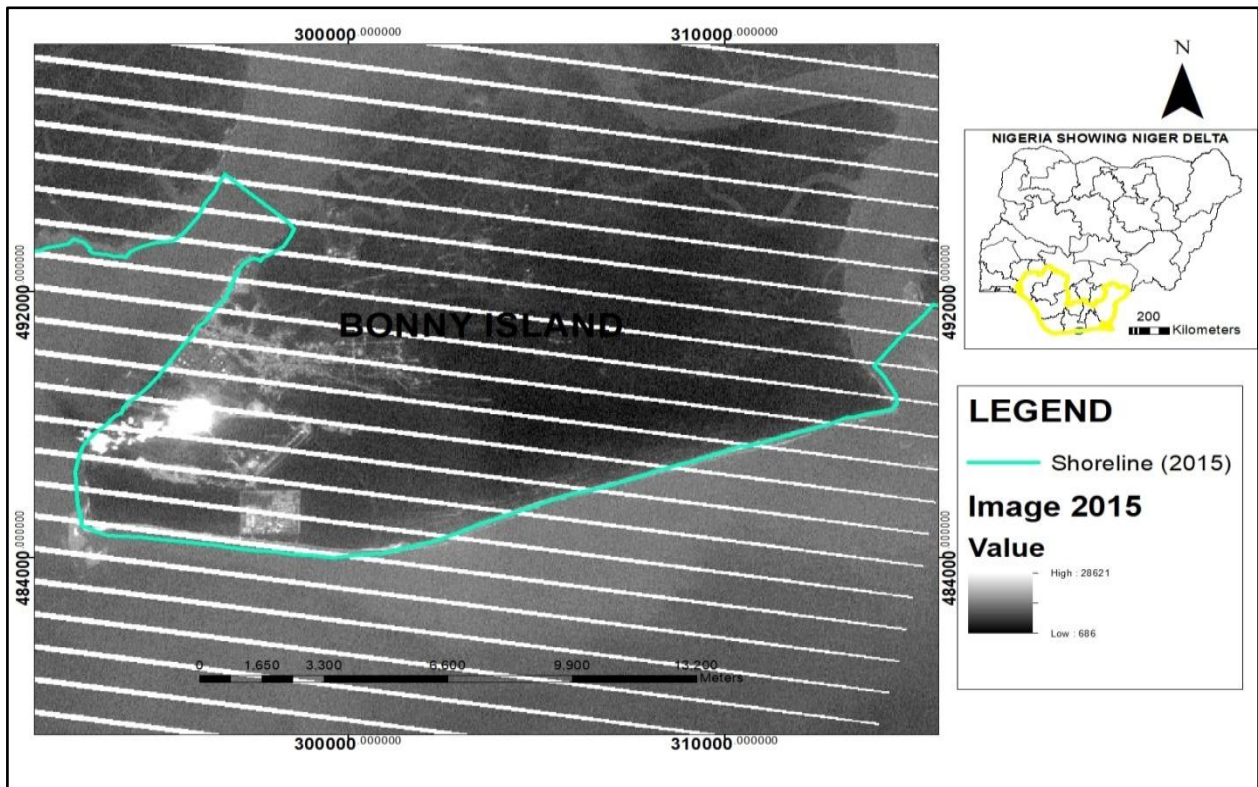 300000.000000
310000.000000
N
NIGERIA SHOWING NIGER DELTA
200
Kilometers
492000.000000
492000.000000
BONNY ISLAND
LEGEND
Shoreline (2015)
Image 2015
Value
High : 28621
Low : 686
484000.000000
484000.000000
0 1.650 3.300 6.600 9.900 13.200
Meters
300000.000000
310000.000000